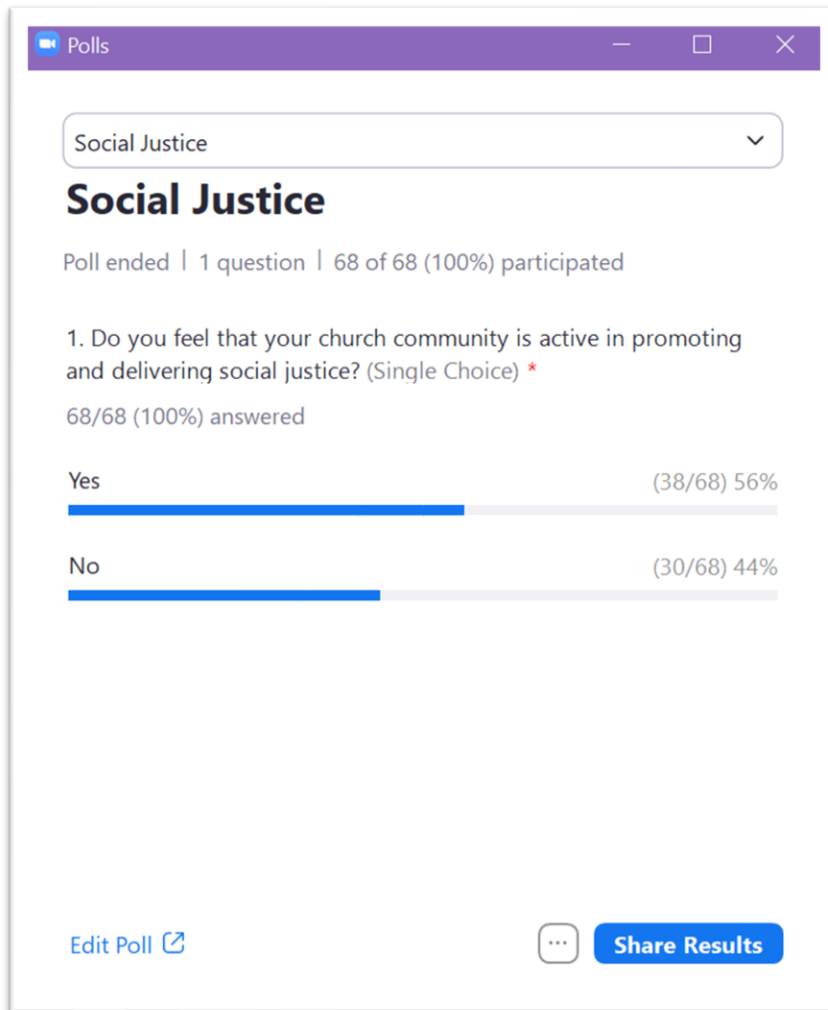 Polls
Social Justice
Social Justice
Poll ended | 1 question | 68 of 68 (100%) participated
1. Do you feel that your church community is active in promoting
and delivering social justice? (Single Choice) *
68/68 (100%) answered
Yes (38/68) 56%
No (30/68) 44%
Edit Poll ... Share Results